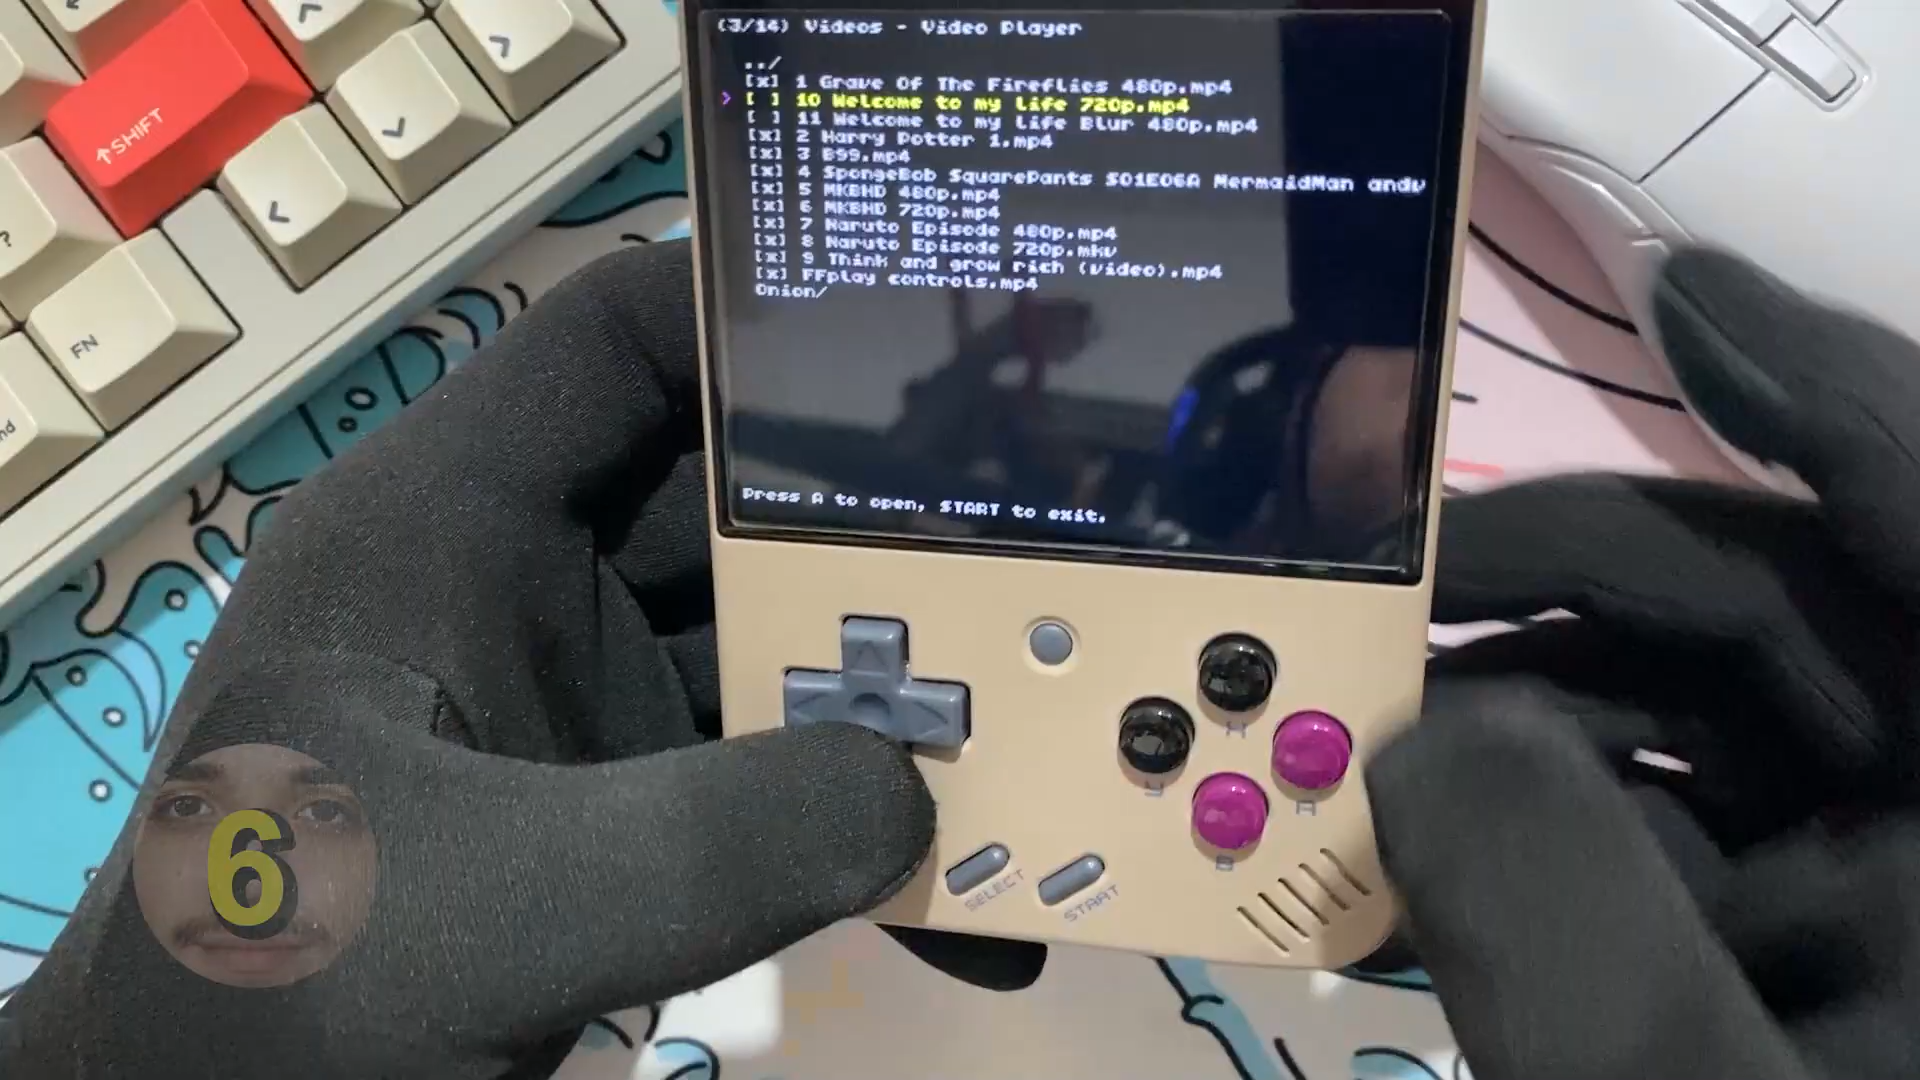 (3/14) Videos - Video Player
../
[x] 1 Grave Of The Fireflies 480p.mp4
> [ ] 10 Welcome to my life 720p.mp4
[ ] 11 Welcome to my life Blur 480p.mp4
[x] 2 Harry Potter 1.mp4
[x] 3 B99.mp4
[x] 4 SpongeBob SquarePants S01E06A MermaidMan andv
[x] 5 MKBHD 480p.mp4
[x] 6 MKBHD 720p.mp4
[x] 7 Naruto Episode 480p.mp4
[x] 8 Naruto Episode 720p.mkv
[x] 9 Think and grow rich (video).mp4
[x] FFplay controls.mp4
Onion/
Press A to open, START to exit.
↑SHIFT
?
FN
X
Y
A
B
SELECT
START
6